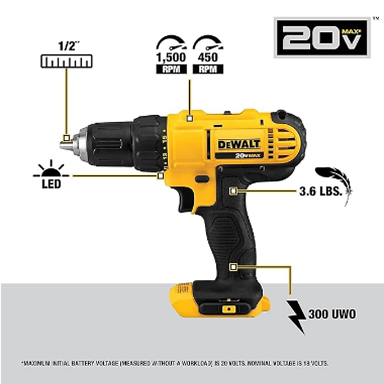 1/2"
1,500 RPM
450 RPM
20V MAX*
™
DEWALT
20V MAX
LED
3.6 LBS.
300 UWO
*MAXIMUM INITIAL BATTERY VOLTAGE (MEASURED WITHOUT A WORKLOAD) IS 20 VOLTS. NOMINAL VOLTAGE IS 18 VOLTS.